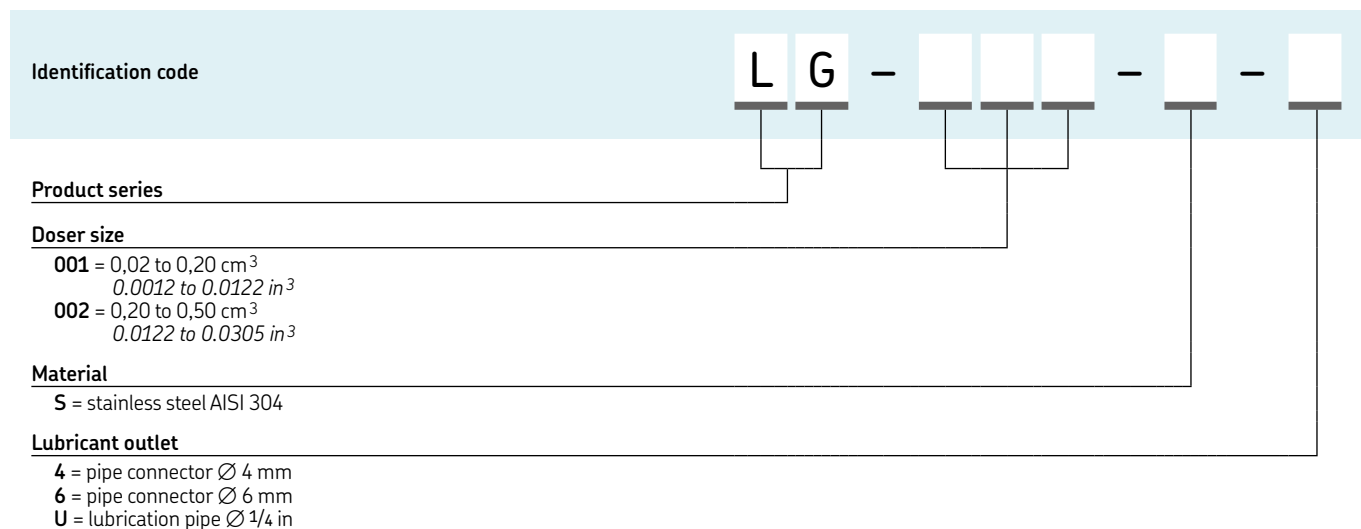 Identification code L G – – –
Product series
Doser size
001 = 0,02 to 0,20 cm³
0.0012 to 0.0122 in³
002 = 0,20 to 0,50 cm³
0.0122 to 0.0305 in³
Material
S = stainless steel AISI 304
Lubricant outlet
4 = pipe connector ∅ 4 mm
6 = pipe connector ∅ 6 mm
U = lubrication pipe ∅ 1/4 in